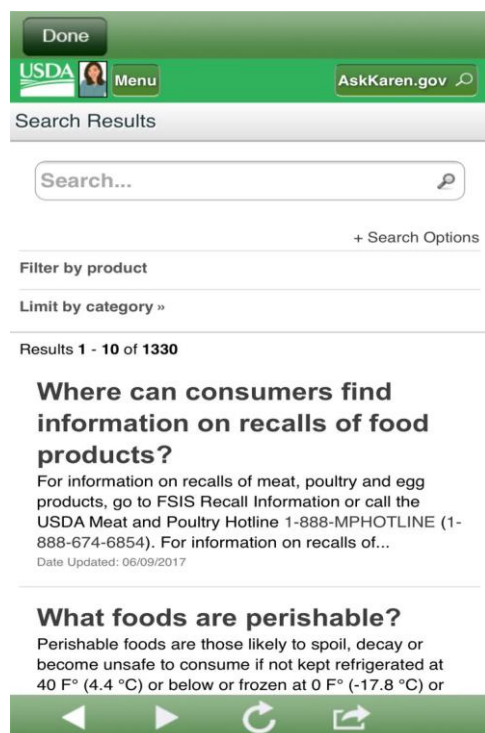 Done
USDA Menu AskKaren.gov
Search Results
Search...
+ Search Options
Filter by product
Limit by category »
Results 1 - 10 of 1330
Where can consumers find
information on recalls of food
products?
For information on recalls of meat, poultry and egg
products, go to FSIS Recall Information or call the
USDA Meat and Poultry Hotline 1-888-MPHOTLINE (1-
888-674-6854). For information on recalls of...
Date Updated: 06/09/2017
What foods are perishable?
Perishable foods are those likely to spoil, decay or
become unsafe to consume if not kept refrigerated at
40 F° (4.4 °C) or below or frozen at 0 F° (-17.8 °C) or